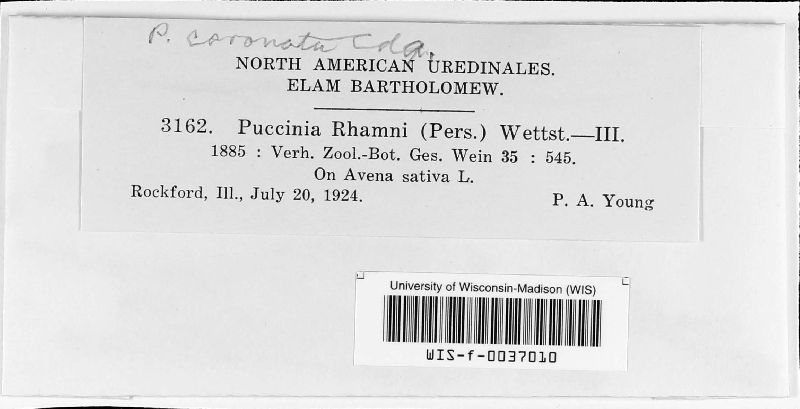 P. coronata Cda.
NORTH AMERICAN UREDINALES.
ELAM BARTHOLOMEW.
3162. Puccinia Rhamni (Pers.) Wettst.—III.
1885 : Verh. Zool.-Bot. Ges. Wein 35 : 545.
On Avena sativa L.
Rockford, Ill., July 20, 1924. P. A. Young
University of Wisconsin-Madison (WIS)
WIS-f-0037010